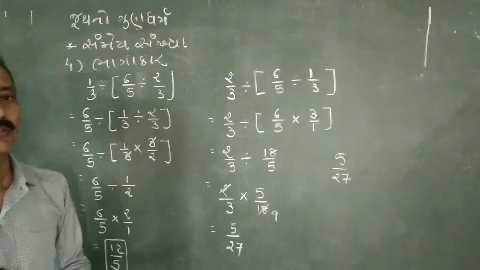 જૂથનો ગુણધર્મ
* સંમેય સંખ્યા
4) ભાગાકાર
1/3 ÷ [6/5 ÷ 2/3]
= 6/5 ÷ [1/3 ÷ 2/3]
= 6/5 ÷ [1/3 × 3/2]
= 6/5 ÷ 1/2
= 6/5 × 2/1
= 12/5
2/3 ÷ [6/5 ÷ 1/3]
= 2/3 ÷ [6/5 × 3/1]
= 2/3 ÷ 18/5
= 2/3 × 5/18 9
= 5/27
5/27